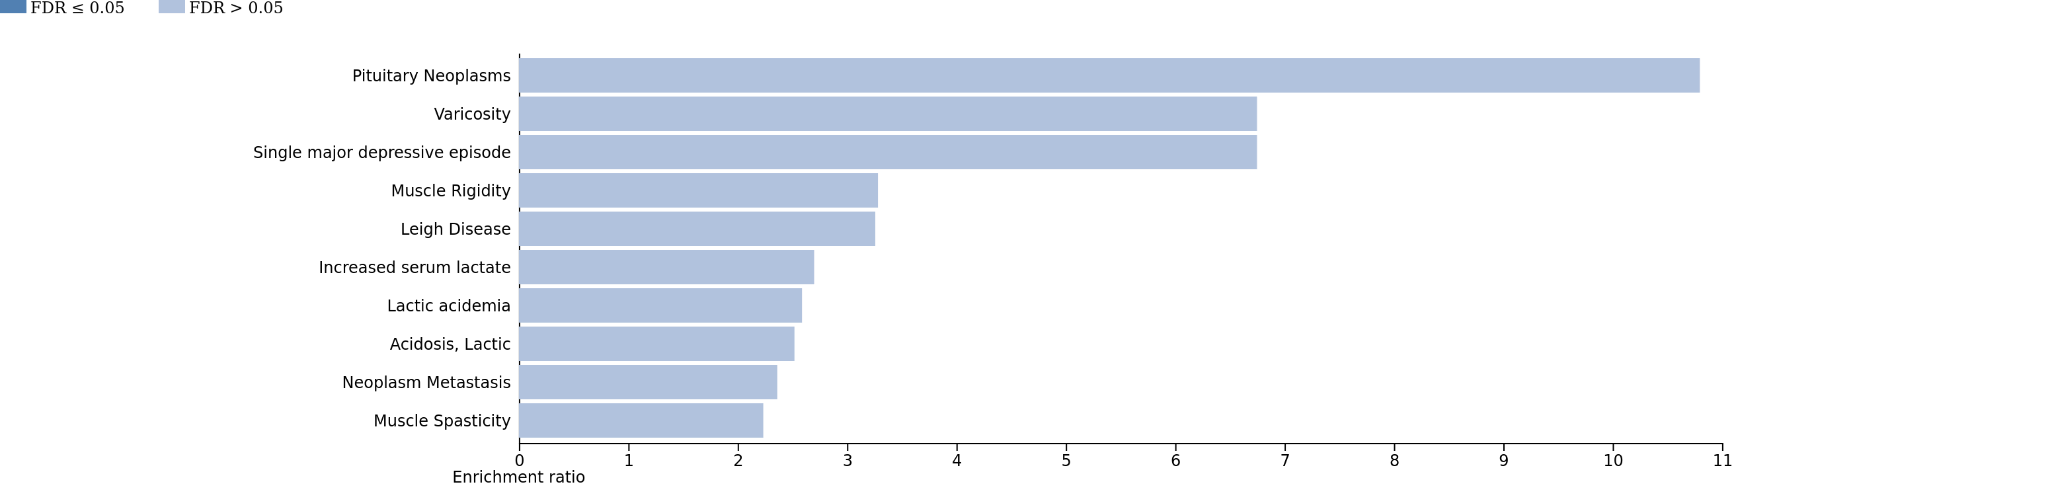 FDR ≤ 0.05 FDR > 0.05
Pituitary Neoplasms
Varicosity
Single major depressive episode
Muscle Rigidity
Leigh Disease
Increased serum lactate
Lactic acidemia
Acidosis, Lactic
Neoplasm Metastasis
Muscle Spasticity
0 1 2 3 4 5 6 7 8 9 10 11
Enrichment ratio